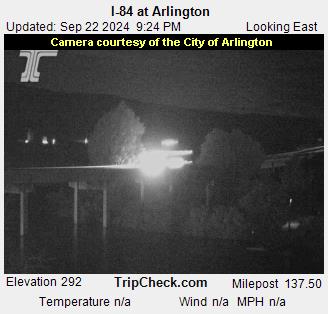 I-84 at Arlington
Updated: Sep 22 2024 9:24 PM Looking East
Camera courtesy of the City of Arlington
Elevation 292 TripCheck.com Milepost 137.50
Temperature n/a Wind n/a MPH n/a